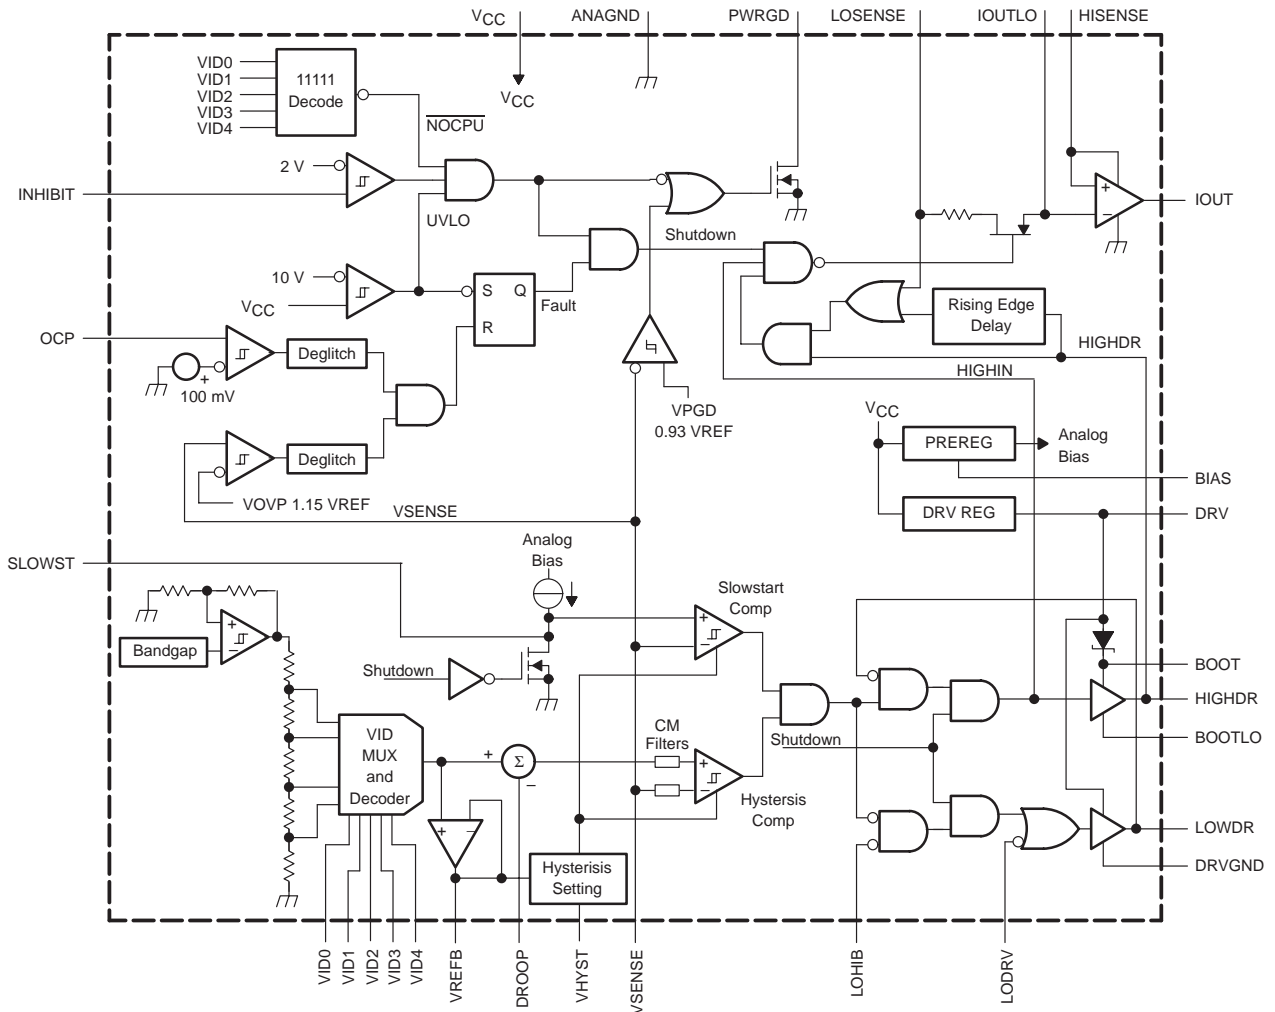 VCC
ANAGND
PWRGD
LOSENSE
IOUTLO
HISENSE
VID0
VID1
VID2
VID3
VID4
11111
Decode
VCC
NOCPU
2 V
INHIBIT
UVLO
+
−
IOUT
Shutdown
10 V
VCC
S
Q
R
Fault
Rising Edge
Delay
OCP
Deglitch
+
100 mV
HIGHDR
HIGHIN
VPGD
0.93 VREF
VCC
PREREG
Analog
Bias
Deglitch
BIAS
VOVP 1.15 VREF
VSENSE
DRV REG
DRV
SLOWST
Analog
Bias
Slowstart
Comp
+
−
+
−
Bandgap
Shutdown
BOOT
HIGHDR
VID
MUX
and
Decoder
CM
Filters
Shutdown
BOOTLO
+
Σ
−
+
−
Hystersis
Comp
+
−
LOWDR
Hysterisis
Setting
DRVGND
VID0
VID1
VID2
VID3
VID4
VREFB
DROOP
VHYST
VSENSE
LOHIB
LODRV